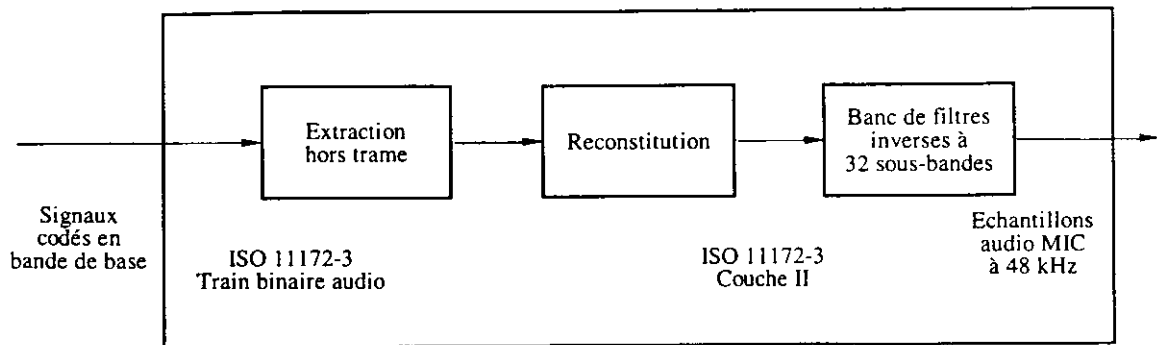 Extraction
hors trame
Reconstitution
Banc de filtres
inverses à
32 sous-bandes
Signaux
codés en
bande de base
ISO 11172-3
Train binaire audio
ISO 11172-3
Couche II
Echantillons
audio MIC
à 48 kHz